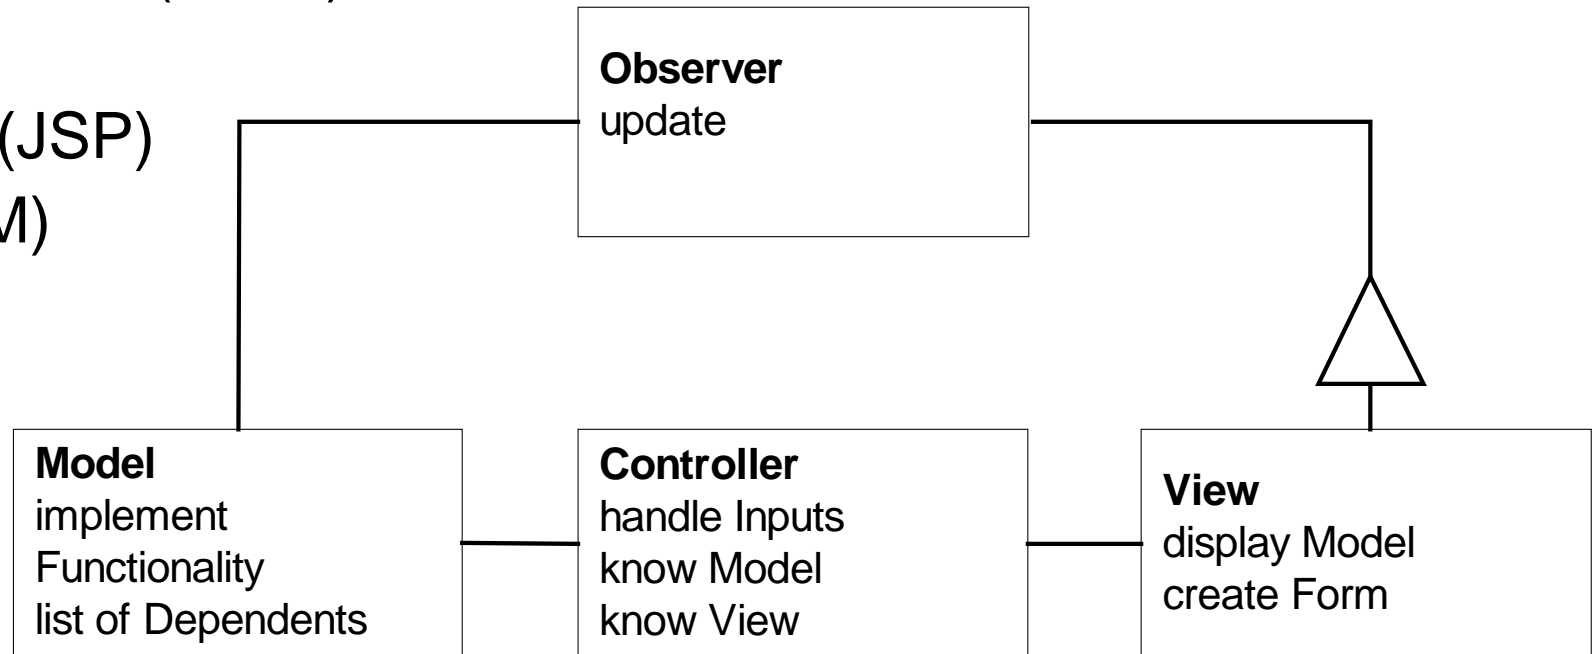 (JSP)
M)
Observer
update
Model
implement
Functionality
list of Dependents
Controller
handle Inputs
know Model
know View
View
display Model
create Form